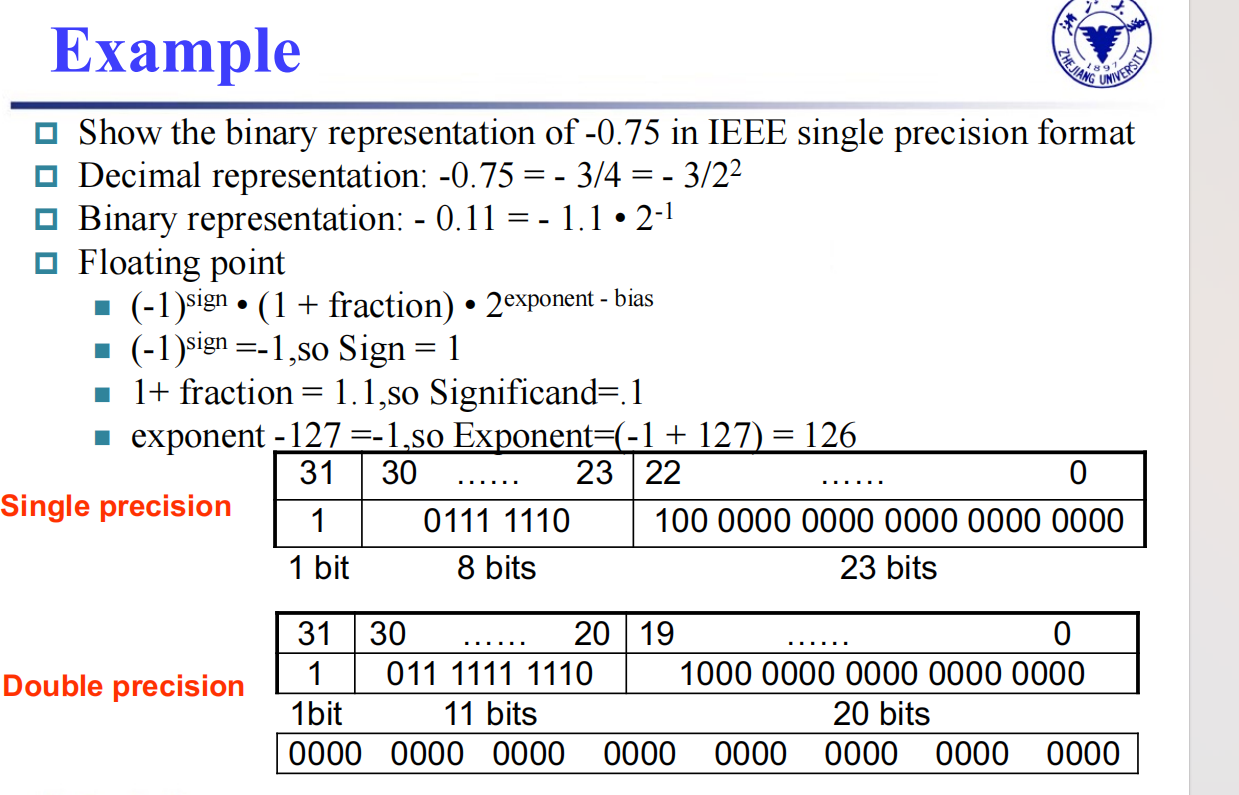 Example
浙 江 大 學
1897
ZHEJIANG UNIVERSITY
Show the binary representation of -0.75 in IEEE single precision format
Decimal representation: -0.75 = - 3/4 = - 3/2²
Binary representation: - 0.11 = - 1.1 • 2⁻¹
Floating point
(-1)^sign • (1 + fraction) • 2^exponent - bias
(-1)^sign =-1,so Sign = 1
1+ fraction = 1.1,so Significand=.1
exponent -127 =-1,so Exponent=(-1 + 127) = 126
31 30 ...... 23 22 ...... 0
Single precision
1 0111 1110 100 0000 0000 0000 0000 0000
1 bit 8 bits 23 bits
31 30 ...... 20 19 ...... 0
Double precision
1 011 1111 1110 1000 0000 0000 0000 0000
1bit 11 bits 20 bits
0000 0000 0000 0000 0000 0000 0000 0000